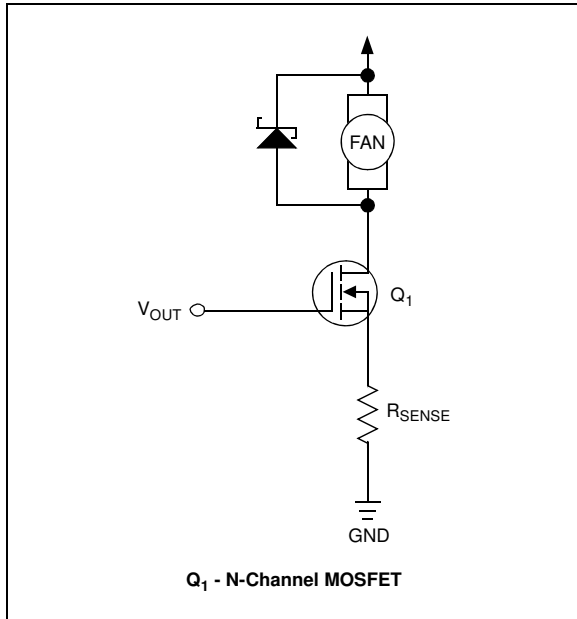 FAN
Q1
VOUT
RSENSE
GND
Q1 - N-Channel MOSFET